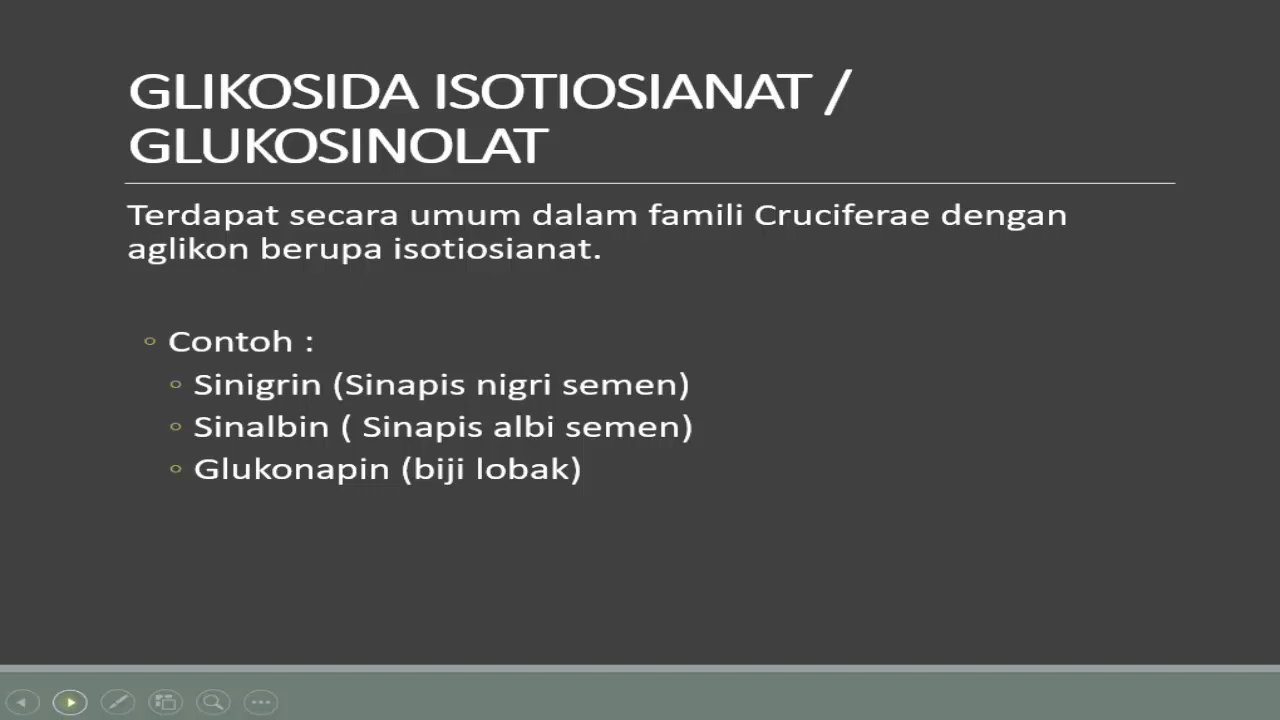 GLIKOSIDA ISOTIOSIANAT /
GLUKOSINOLAT
Terdapat secara umum dalam famili Cruciferae dengan
aglikon berupa isotiosianat.
Contoh :
Sinigrin (Sinapis nigri semen)
Sinalbin ( Sinapis albi semen)
Glukonapin (biji lobak)